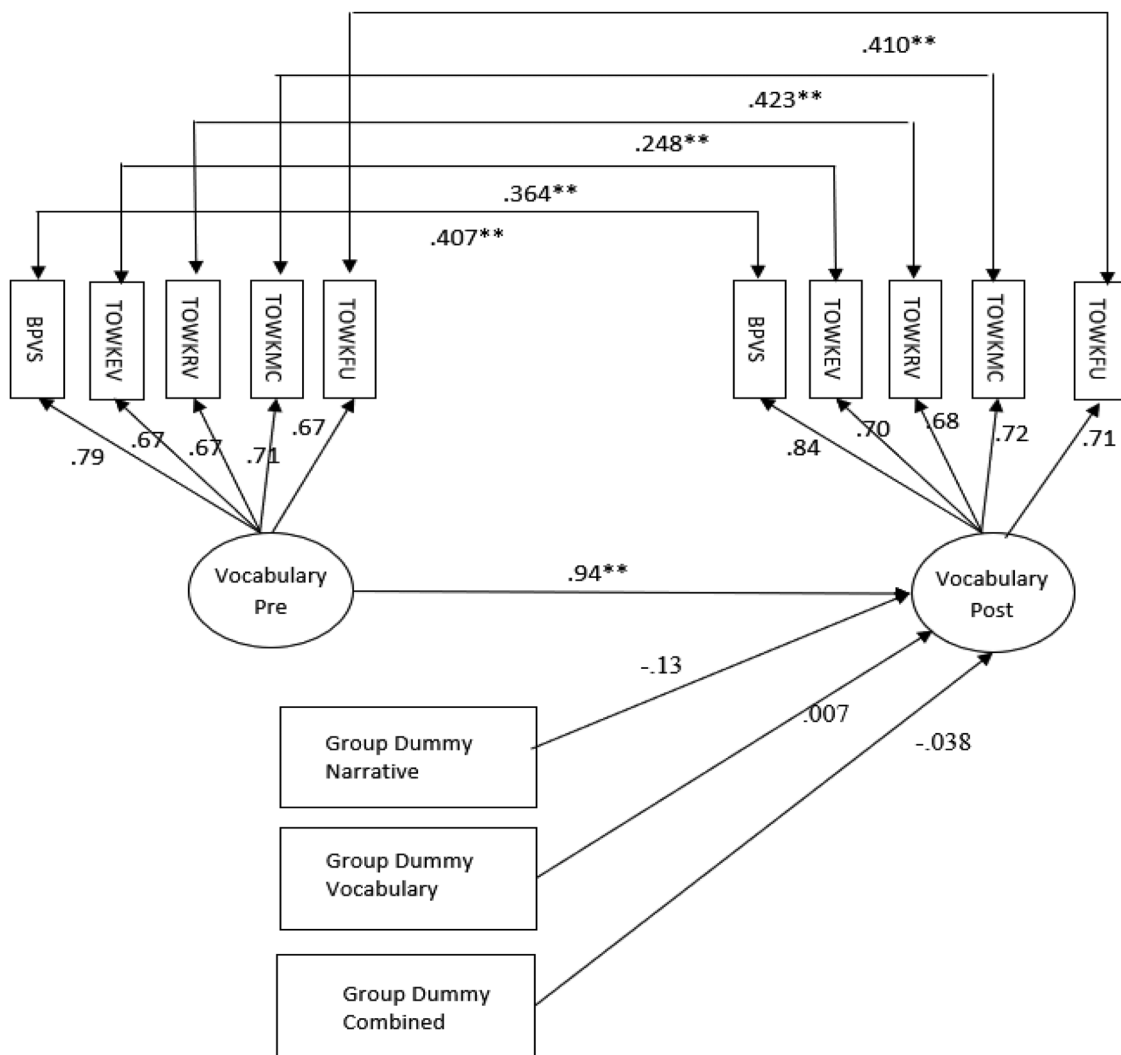 .410**
.423**
.248**
.364**
.407**
BPVS
TOWKEV
TOWKRV
TOWKMC
TOWKFU
BPVS
TOWKEV
TOWKRV
TOWKMC
TOWKFU
.79
.67
.67
.71
.67
.84
.70
.68
.72
.71
Vocabulary
Pre
.94**
Vocabulary
Post
-.13
.007
-.038
Group Dummy
Narrative
Group Dummy
Vocabulary
Group Dummy
Combined